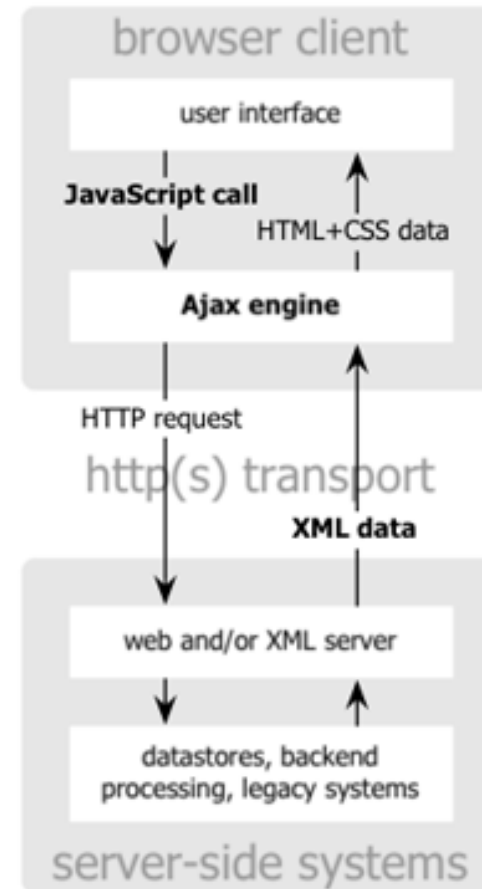 browser client
user interface
JavaScript call
HTML+CSS data
Ajax engine
HTTP request
http(s) transport
XML data
web and/or XML server
datastores, backend
processing, legacy systems
server-side systems